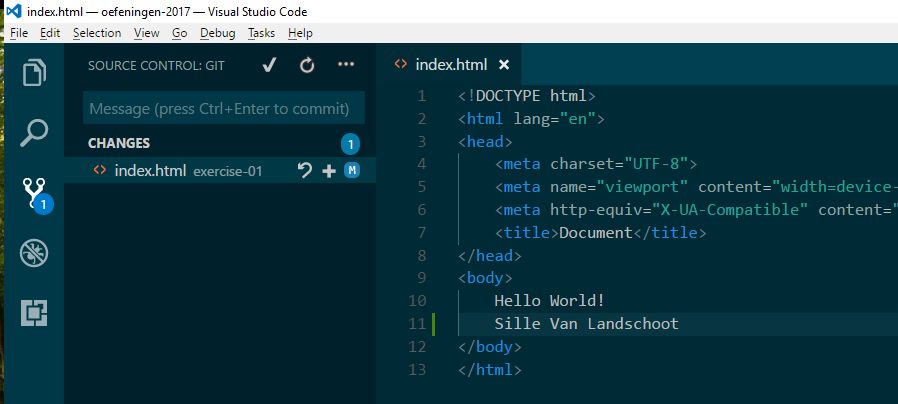 index.html — oefeningen-2017 — Visual Studio Code
File Edit Selection View Go Debug Tasks Help
SOURCE CONTROL: GIT
Message (press Ctrl+Enter to commit)
CHANGES 1
index.html exercise-01 M
1
index.html
1 <!DOCTYPE html>
2 <html lang="en">
3 <head>
4 <meta charset="UTF-8">
5 <meta name="viewport" content="width=device-
6 <meta http-equiv="X-UA-Compatible" content="
7 <title>Document</title>
8 </head>
9 <body>
10 Hello World!
11 Sille Van Landschoot
12 </body>
13 </html>